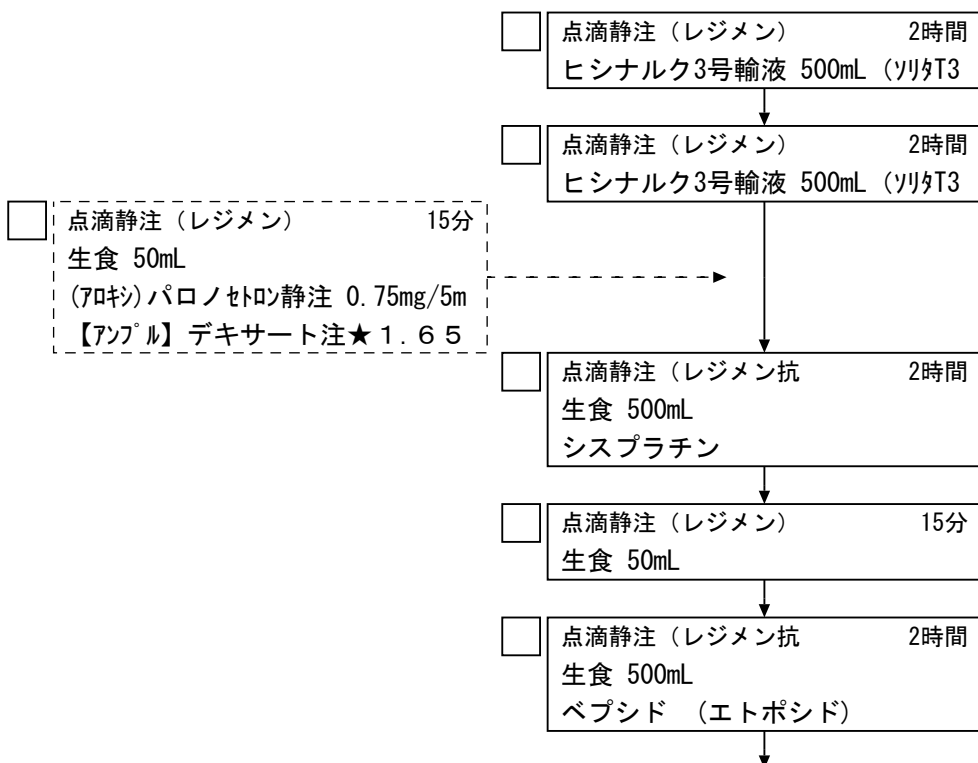 点滴静注（レジメン） 2時間
ヒシナルク3号輸液 500mL (ｿﾘﾀT3
点滴静注（レジメン） 2時間
ヒシナルク3号輸液 500mL (ｿﾘﾀT3
点滴静注（レジメン） 15分
生食 50mL
(ｱﾛｷｼ)パロノｾﾄロン静注 0.75mg/5m
【ｱﾝﾌﾟﾙ】デキサート注★１.６５
点滴静注（レジメン抗 2時間
生食 500mL
シスプラチン
点滴静注（レジメン） 15分
生食 50mL
点滴静注（レジメン抗 2時間
生食 500mL
ベプシド （エトポシド）